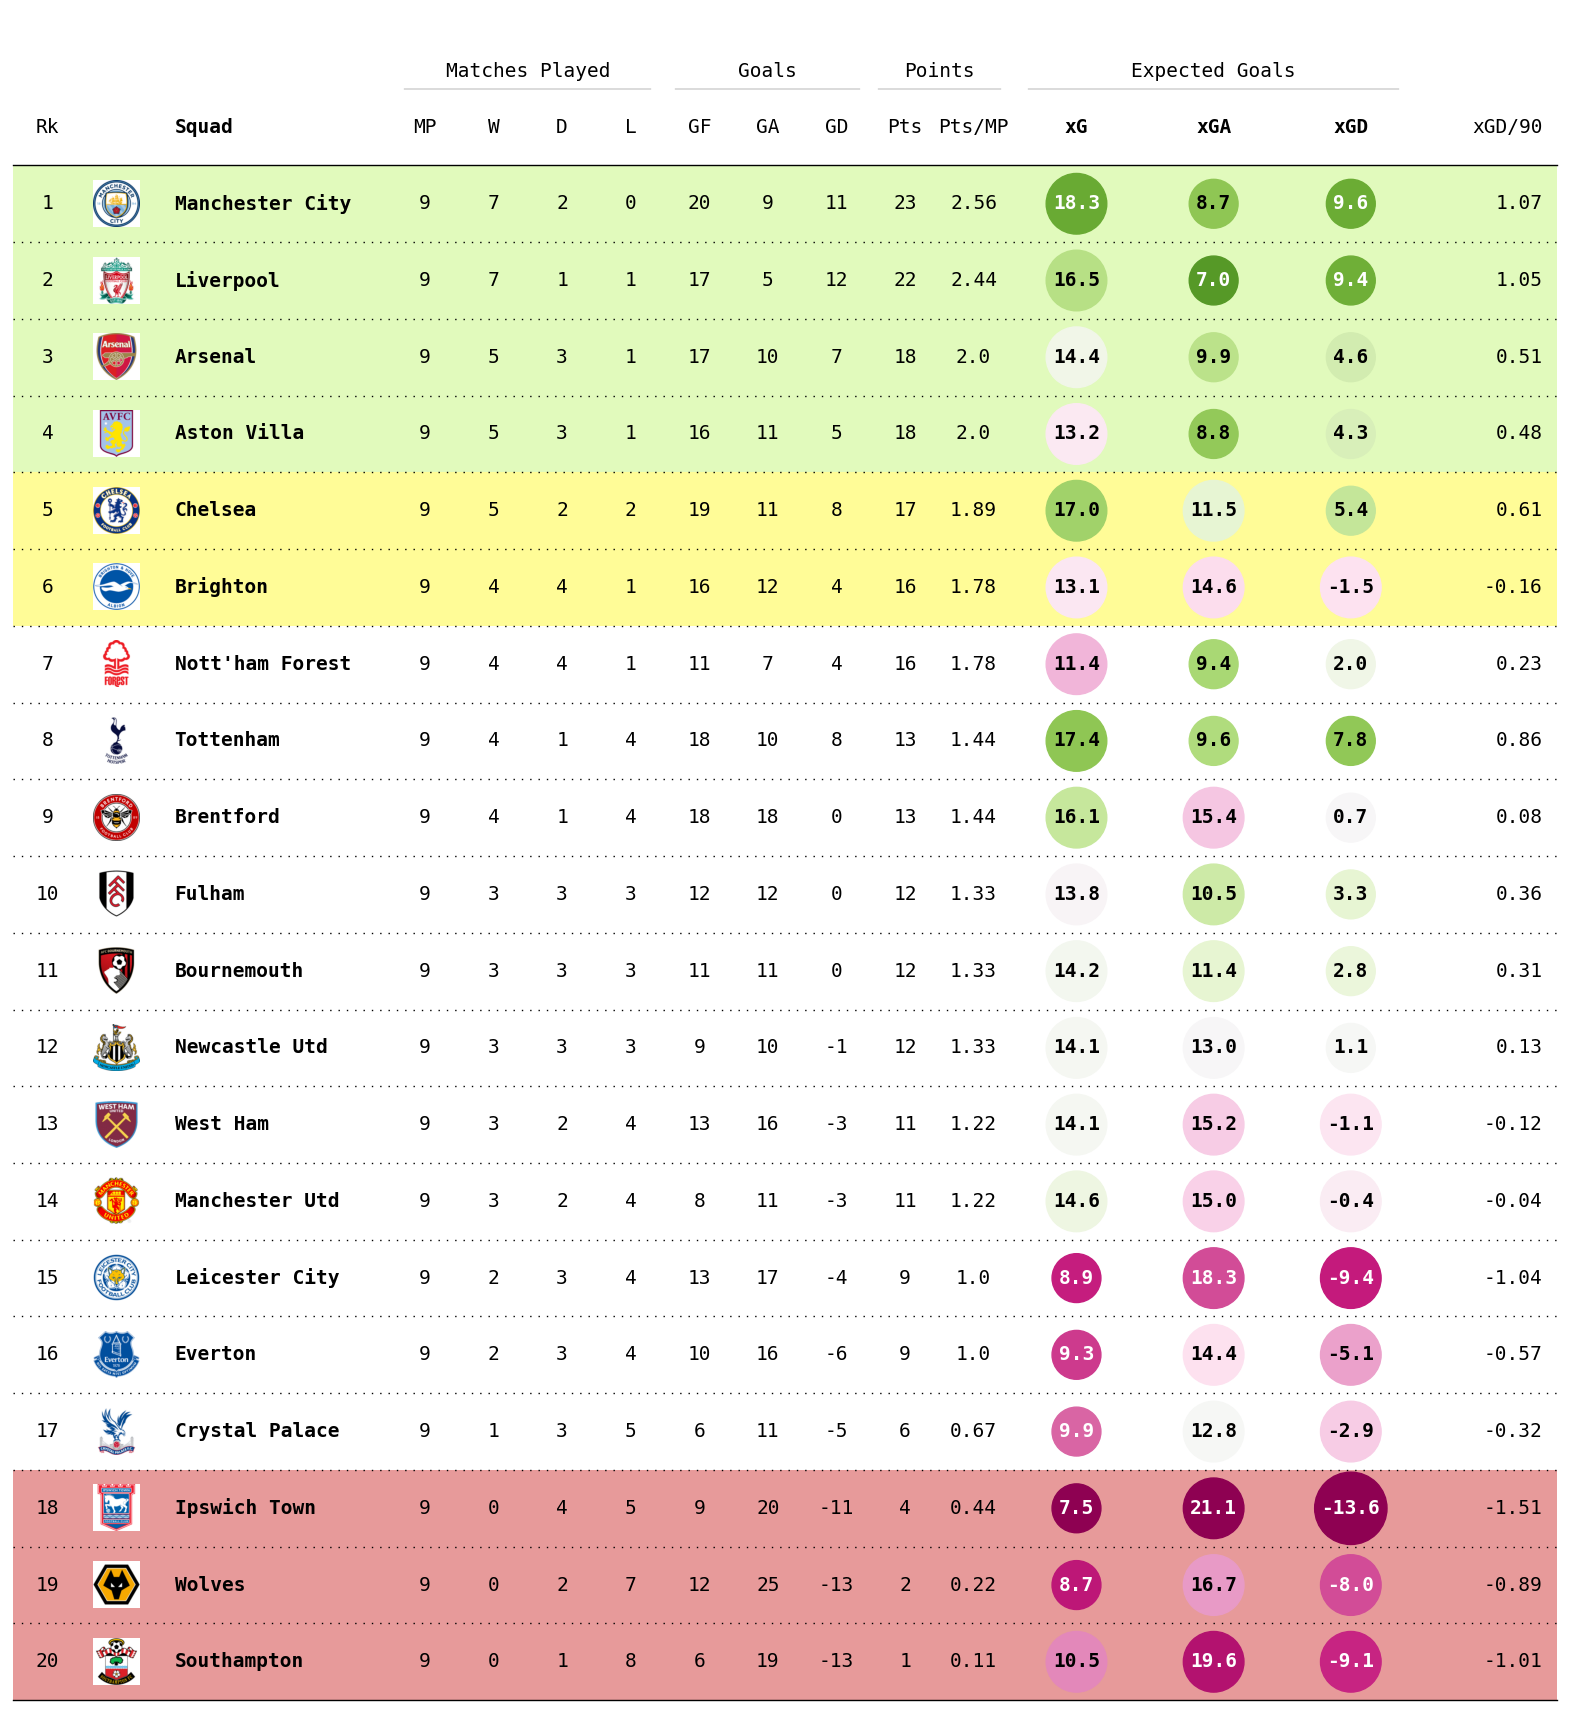 Matches Played Goals Points Expected Goals
Rk Squad MP W D L GF GA GD Pts Pts/MP xG xGA xGD xGD/90
1 Manchester City 9 7 2 0 20 9 11 23 2.56 18.3 8.7 9.6 1.07
2 Liverpool 9 7 1 1 17 5 12 22 2.44 16.5 7.0 9.4 1.05
3 Arsenal 9 5 3 1 17 10 7 18 2.0 14.4 9.9 4.6 0.51
4 Aston Villa 9 5 3 1 16 11 5 18 2.0 13.2 8.8 4.3 0.48
5 Chelsea 9 5 2 2 19 11 8 17 1.89 17.0 11.5 5.4 0.61
6 Brighton 9 4 4 1 16 12 4 16 1.78 13.1 14.6 -1.5 -0.16
7 Nott'ham Forest 9 4 4 1 11 7 4 16 1.78 11.4 9.4 2.0 0.23
8 Tottenham 9 4 1 4 18 10 8 13 1.44 17.4 9.6 7.8 0.86
9 Brentford 9 4 1 4 18 18 0 13 1.44 16.1 15.4 0.7 0.08
10 Fulham 9 3 3 3 12 12 0 12 1.33 13.8 10.5 3.3 0.36
11 Bournemouth 9 3 3 3 11 11 0 12 1.33 14.2 11.4 2.8 0.31
12 Newcastle Utd 9 3 3 3 9 10 -1 12 1.33 14.1 13.0 1.1 0.13
13 West Ham 9 3 2 4 13 16 -3 11 1.22 14.1 15.2 -1.1 -0.12
14 Manchester Utd 9 3 2 4 8 11 -3 11 1.22 14.6 15.0 -0.4 -0.04
15 Leicester City 9 2 3 4 13 17 -4 9 1.0 8.9 18.3 -9.4 -1.04
16 Everton 9 2 3 4 10 16 -6 9 1.0 9.3 14.4 -5.1 -0.57
17 Crystal Palace 9 1 3 5 6 11 -5 6 0.67 9.9 12.8 -2.9 -0.32
18 Ipswich Town 9 0 4 5 9 20 -11 4 0.44 7.5 21.1 -13.6 -1.51
19 Wolves 9 0 2 7 12 25 -13 2 0.22 8.7 16.7 -8.0 -0.89
20 Southampton 9 0 1 8 6 19 -13 1 0.11 10.5 19.6 -9.1 -1.01